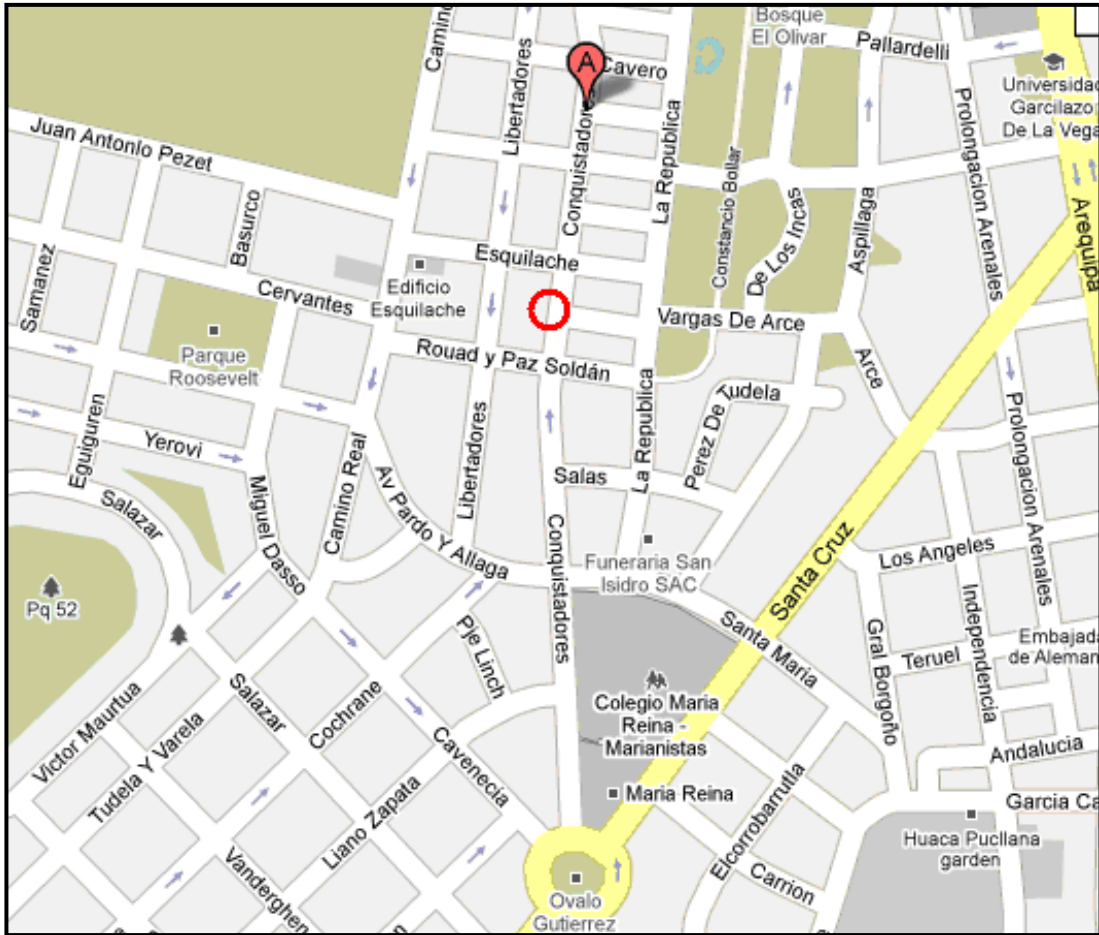 Bosque
El Olivar
Pallardelli
Camino
Libertadores
A
Cavero
Universidad
Garcilazo
De La Vega
Juan Antonio Pezet
Conquistadores
La Republica
Prolongacion Arenales
Constancio Bollar
De Los Incas
Aspillaga
Arequipa
Basurco
Samanez
Esquilache
Cervantes
Edificio
Esquilache
Vargas De Arce
Parque
Roosevelt
Rouad y Paz Soldán
Arce
Eguiguren
Yerovi
Libertadores
La Republica
Perez De Tudela
Prolongacion Arenales
Salazar
Miguel Dasso
Camino Real
Av Pardo Y Allaga
Salas
Conquistadores
Funeraria San
Isidro SAC
Santa Cruz
Los Angeles
Independencia
Pq 52
Pje Linch
Santa Maria
Gral Borgoño
Teruel
Embajada
de Aleman
Victor Maurtua
Tudela Y Varela
Salazar
Cochrane
Cavenecia
Colegio Maria
Reina -
Marianistas
Andalucia
Liano Zapata
Maria Reina
Elcorrobarrutla
Garcia Ca
Vanderghen
Carrion
Huaca Pucllana
garden
Ovalo
Gutierrez